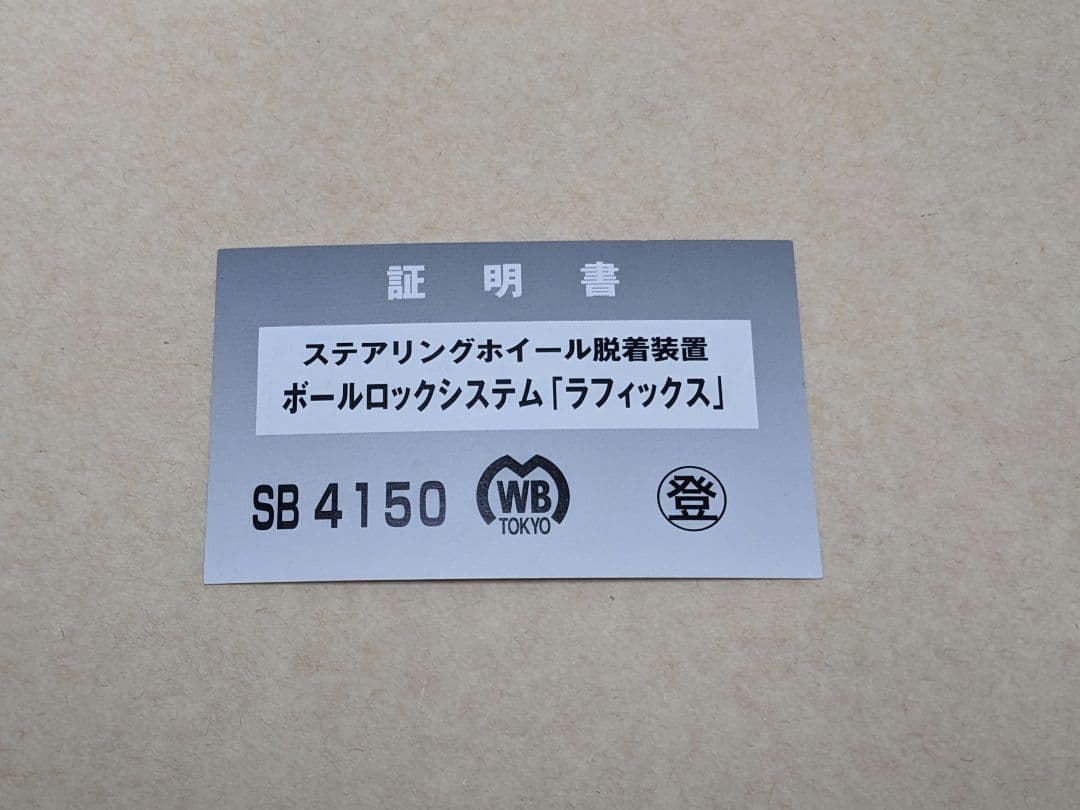 証明書
ステアリングホイール脱着装置
ボールロックシステム「ラフィックス」
SB 4150
WB
TOKYO
登